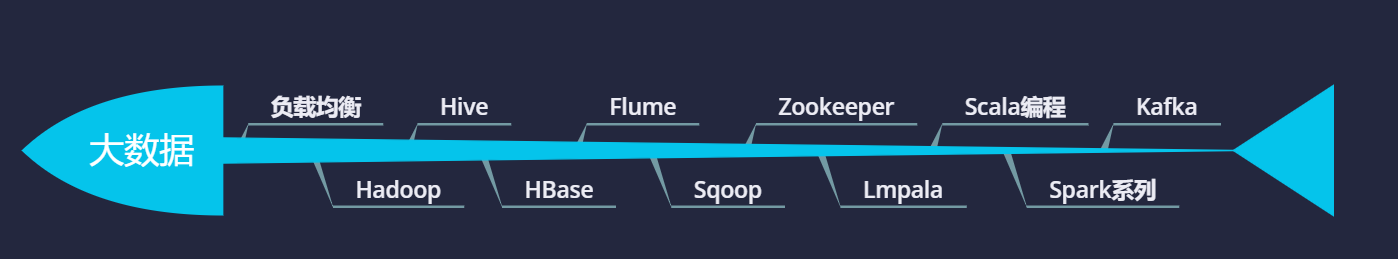 大数据
负载均衡
Hive
Flume
Zookeeper
Scala编程
Kafka
Hadoop
HBase
Sqoop
Lmpala
Spark系列